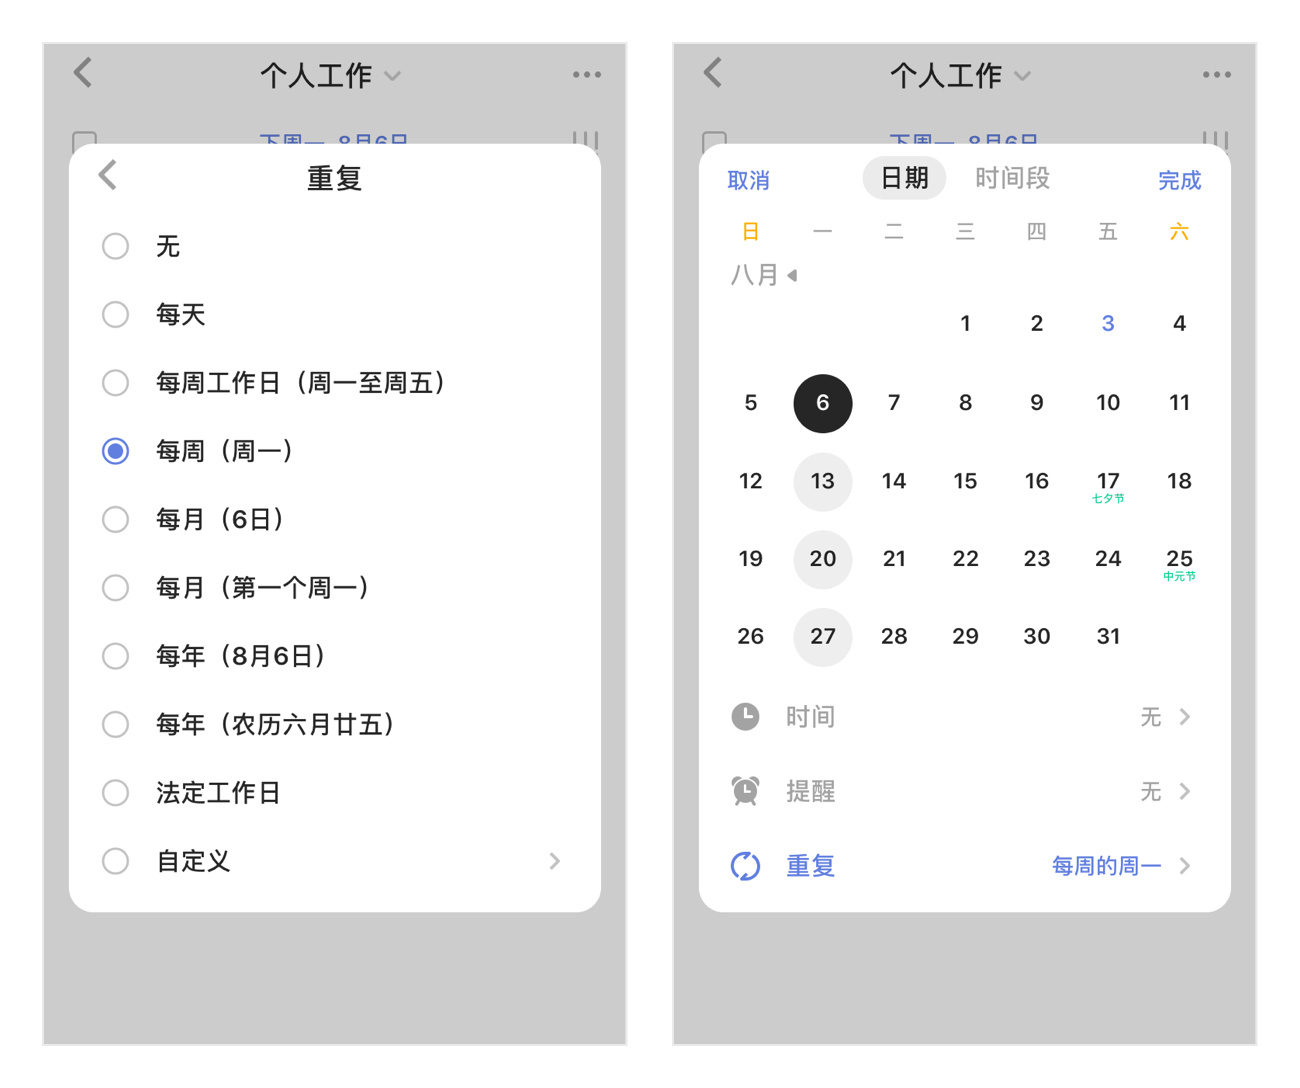 个人工作
下周一 8月6日
重复
无
每天
每周工作日（周一至周五）
每周（周一）
每月（6日）
每月（第一个周一）
每年（8月6日）
每年（农历六月廿五）
法定工作日
自定义
个人工作
下周一 8月6日
取消 日期 时间段 完成
日 一 二 三 四 五 六
八月
1 2 3 4
5 6 7 8 9 10 11
12 13 14 15 16 17 18
七夕节
19 20 21 22 23 24 25
中元节
26 27 28 29 30 31
时间 无
提醒 无
重复 每周的周一